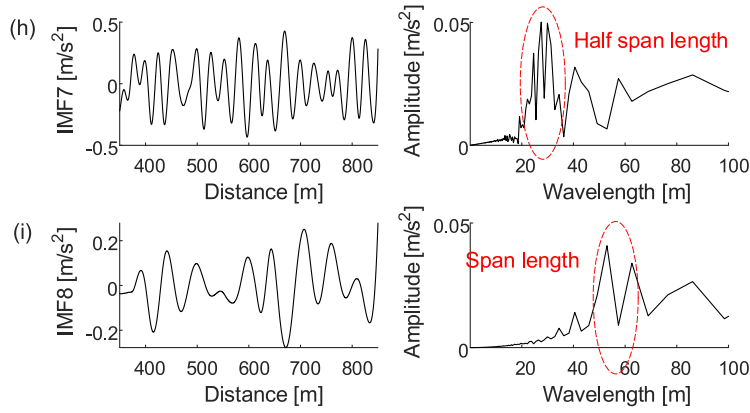 (h)
IMF7 [m/s²]
0.5
0
-0.5
400 500 600 700 800
Distance [m]
Amplitude [m/s²]
0.05
0
20 40 60 80 100
Wavelength [m]
Half span length
(i)
IMF8 [m/s²]
0.2
0
-0.2
400 500 600 700 800
Distance [m]
Amplitude [m/s²]
0.05
0
20 40 60 80 100
Wavelength [m]
Span length